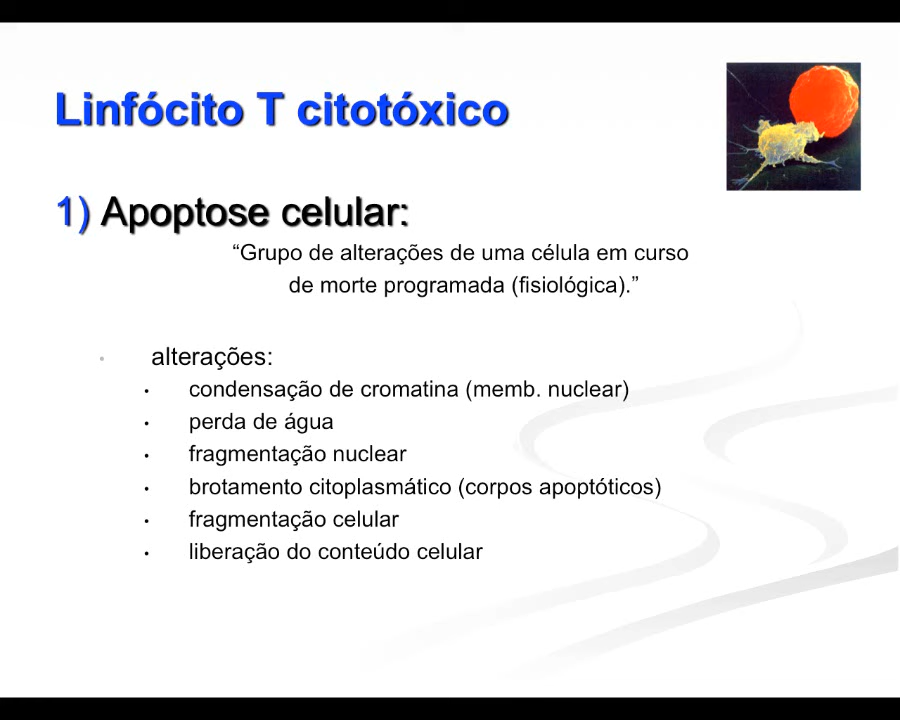 Linfócito T citotóxico
1) Apoptose celular:
“Grupo de alterações de uma célula em curso
de morte programada (fisiológica).”
• alterações:
• condensação de cromatina (memb. nuclear)
• perda de água
• fragmentação nuclear
• brotamento citoplasmático (corpos apoptóticos)
• fragmentação celular
• liberação do conteúdo celular